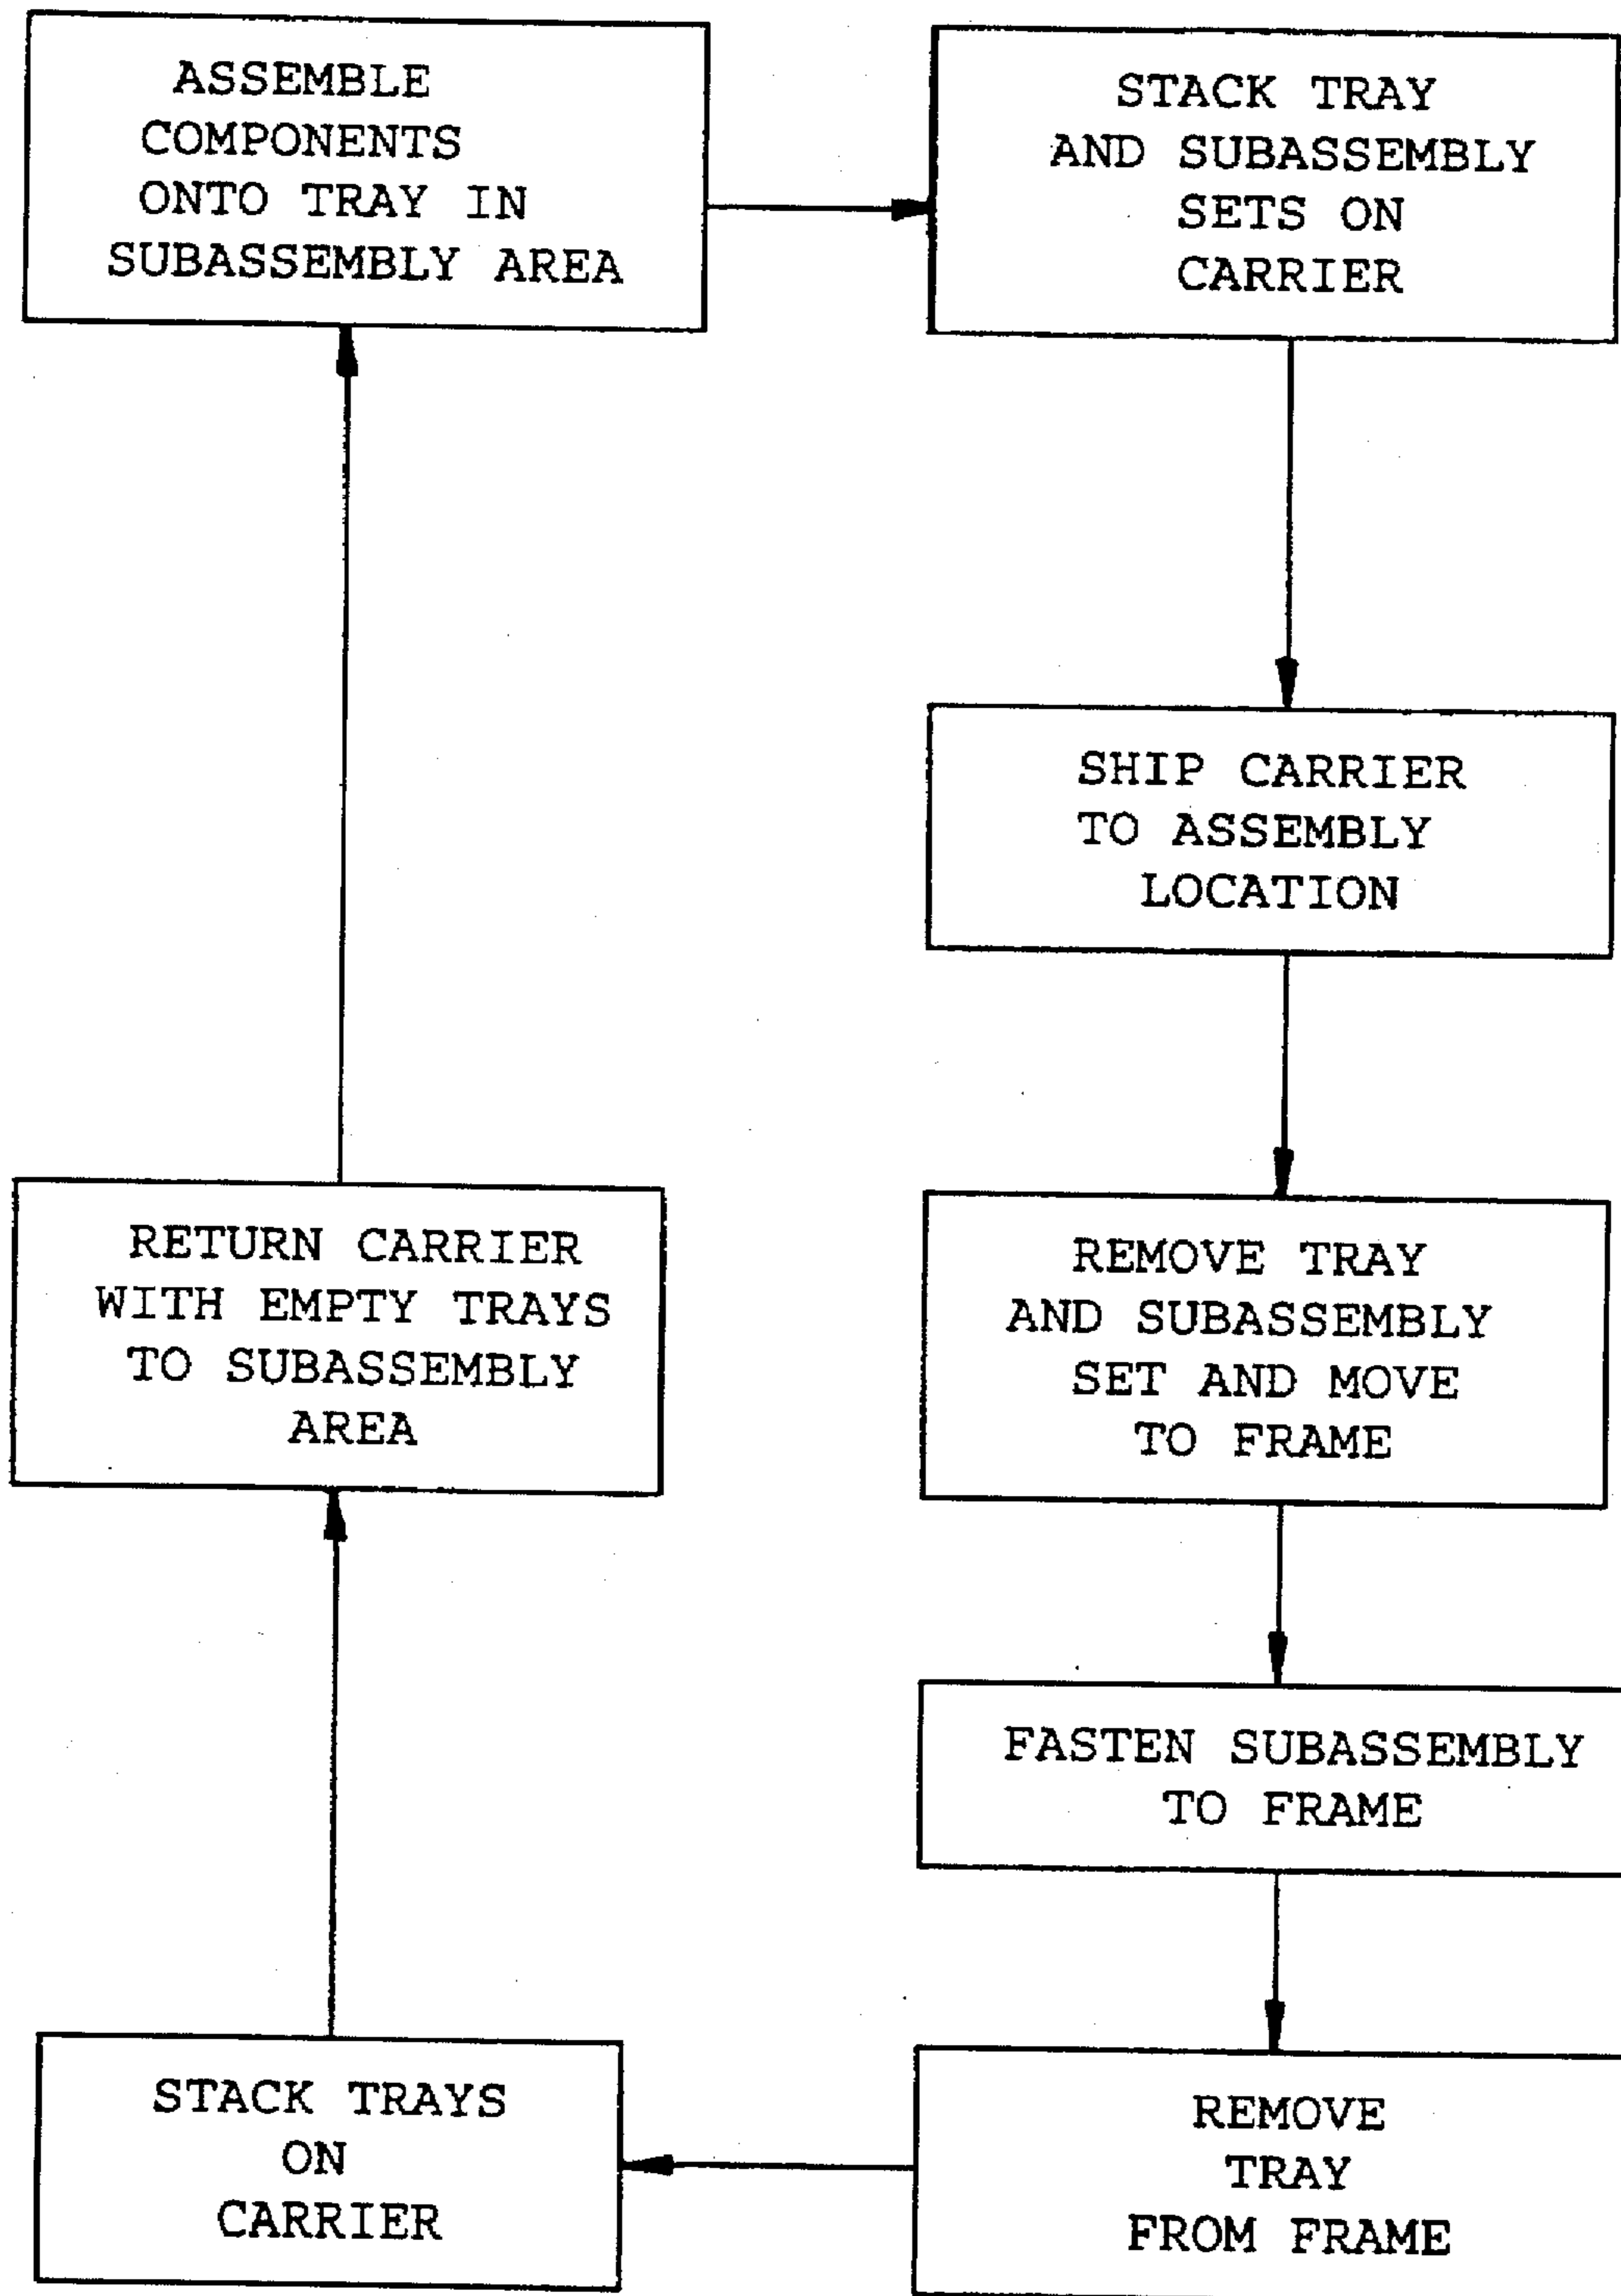 ASSEMBLE
COMPONENTS
ONTO TRAY IN
SUBASSEMBLY AREA
STACK TRAY
AND SUBASSEMBLY
SETS ON
CARRIER
SHIP CARRIER
TO ASSEMBLY
LOCATION
REMOVE TRAY
AND SUBASSEMBLY
SET AND MOVE
TO FRAME
FASTEN SUBASSEMBLY
TO FRAME
REMOVE
TRAY
FROM FRAME
STACK TRAYS
ON
CARRIER
RETURN CARRIER
WITH EMPTY TRAYS
TO SUBASSEMBLY
AREA